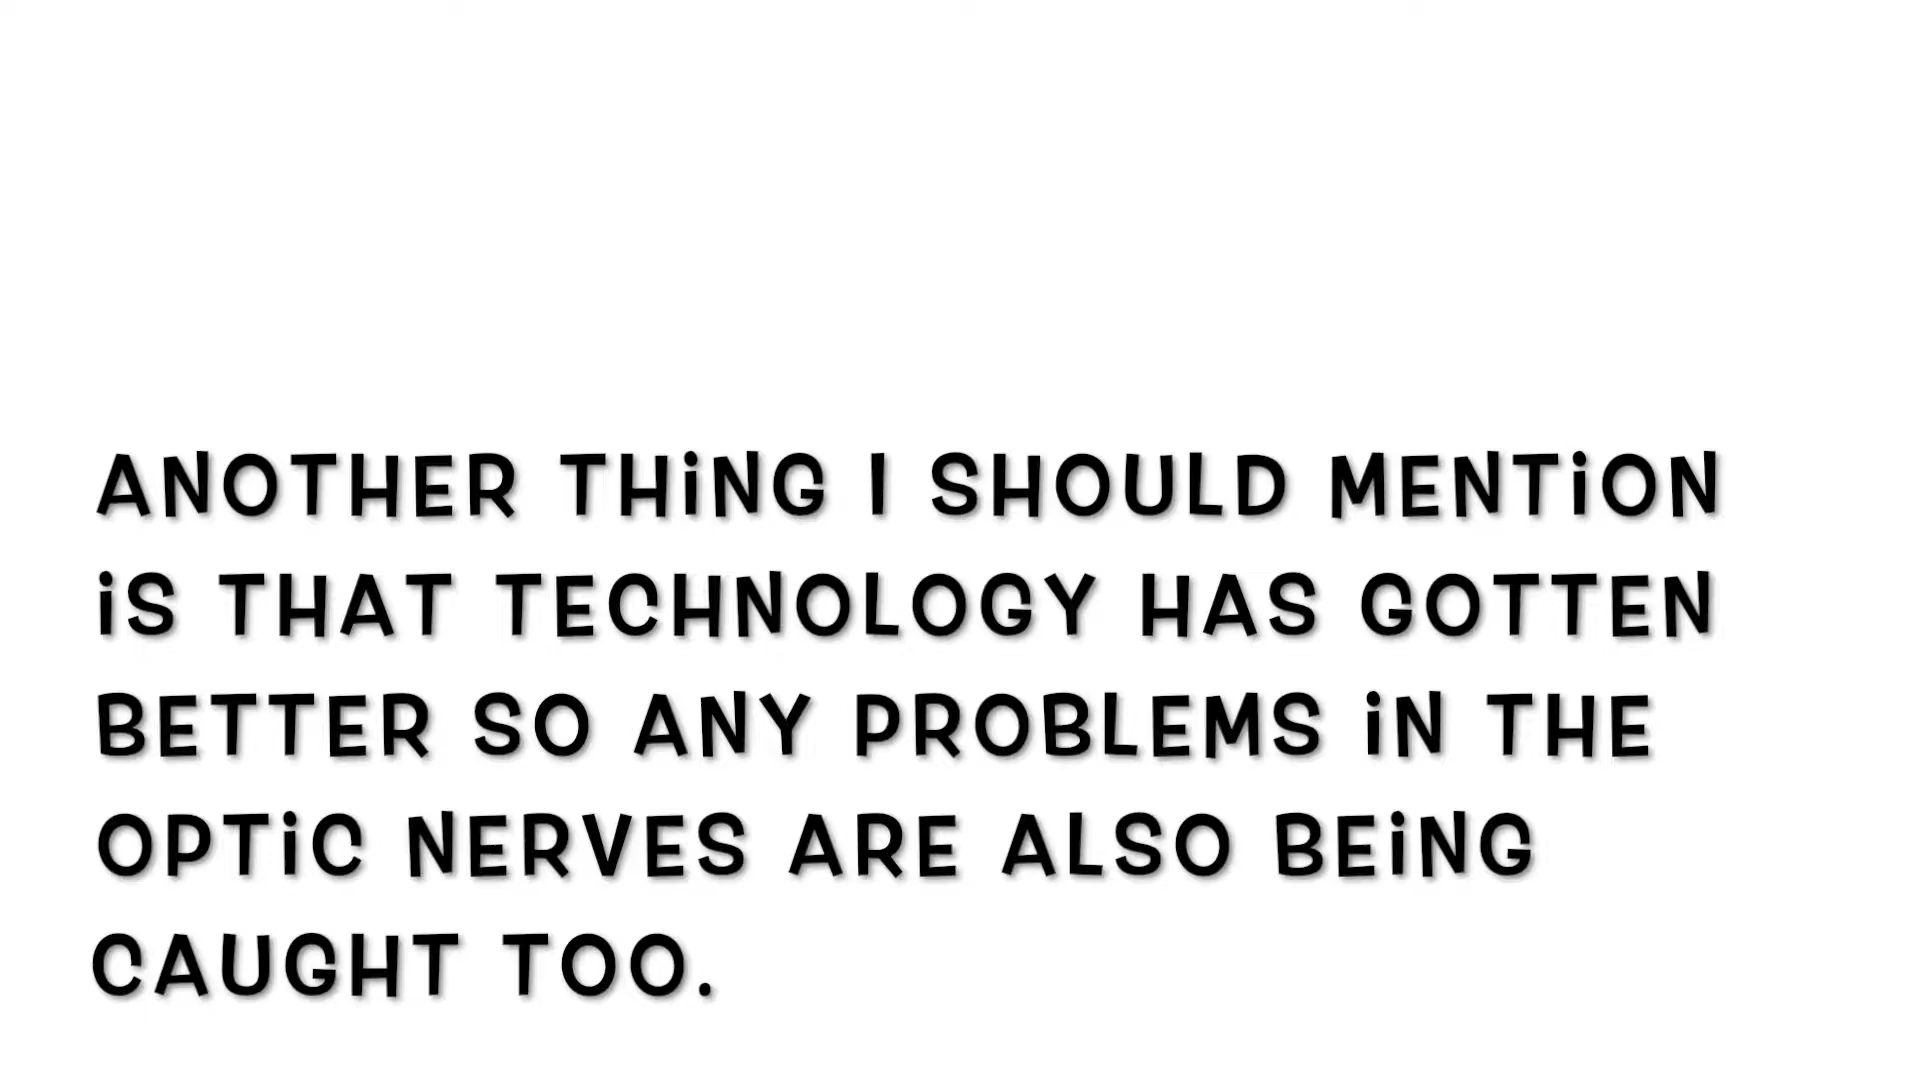 ANOTHER THiNG I SHOULD MENTiON
iS THAT TECHNOLOGY HAS GOTTEN
BETTER SO ANY PROBLEMS iN THE
OPTiC NERVES ARE ALSO BEiNG
CAUGHT TOO.